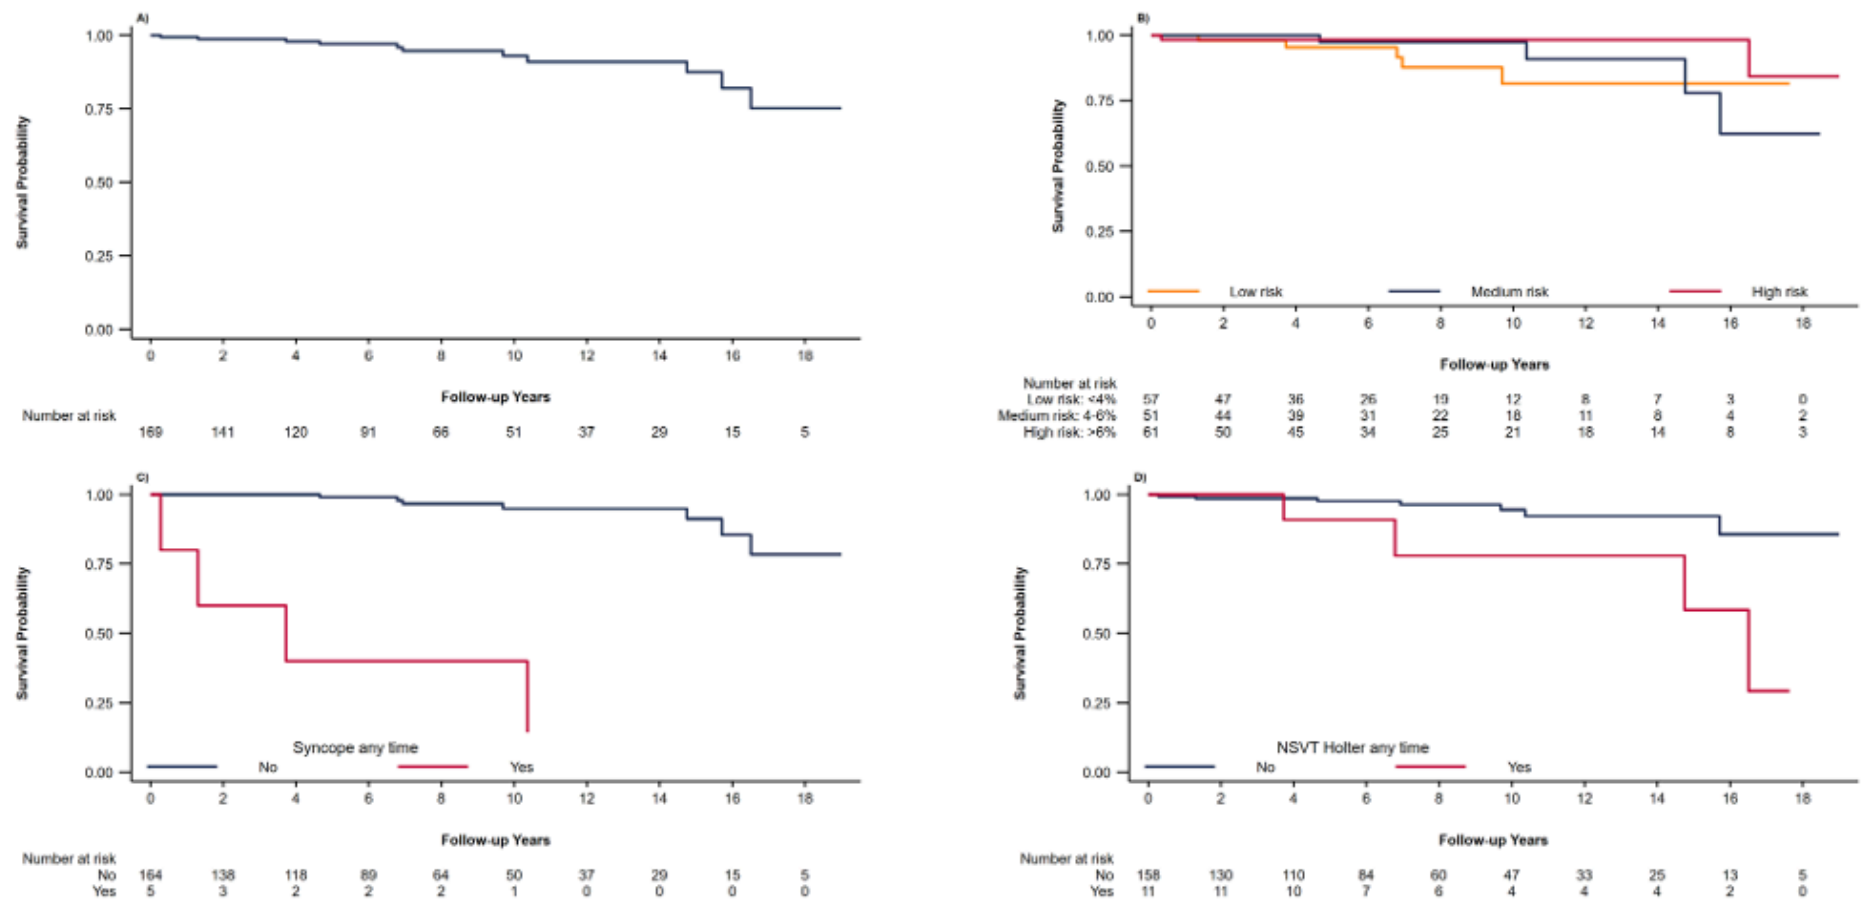 A)
Survival Probability
1.00
0.75
0.50
0.25
0.00
0 2 4 6 8 10 12 14 16 18
Follow-up Years
Number at risk
169 141 120 91 66 51 37 29 15 5
B)
Survival Probability
1.00
0.75
0.50
0.25
0.00
Low risk Medium risk High risk
0 2 4 6 8 10 12 14 16 18
Follow-up Years
Number at risk
Low risk: <4% 57 47 36 26 19 12 8 7 3 0
Medium risk: 4-6% 51 44 39 31 22 18 11 8 4 2
High risk: >6% 61 50 45 34 25 21 18 14 8 3
C)
Survival Probability
1.00
0.75
0.50
0.25
0.00
Syncope any time
No Yes
0 2 4 6 8 10 12 14 16 18
Follow-up Years
Number at risk
No 164 138 118 89 64 50 37 29 15 5
Yes 5 3 2 2 2 1 0 0 0 0
D)
Survival Probability
1.00
0.75
0.50
0.25
0.00
NSVT Holter any time
No Yes
0 2 4 6 8 10 12 14 16 18
Follow-up Years
Number at risk
No 158 130 110 84 60 47 33 25 13 5
Yes 11 11 10 7 6 4 4 4 2 0